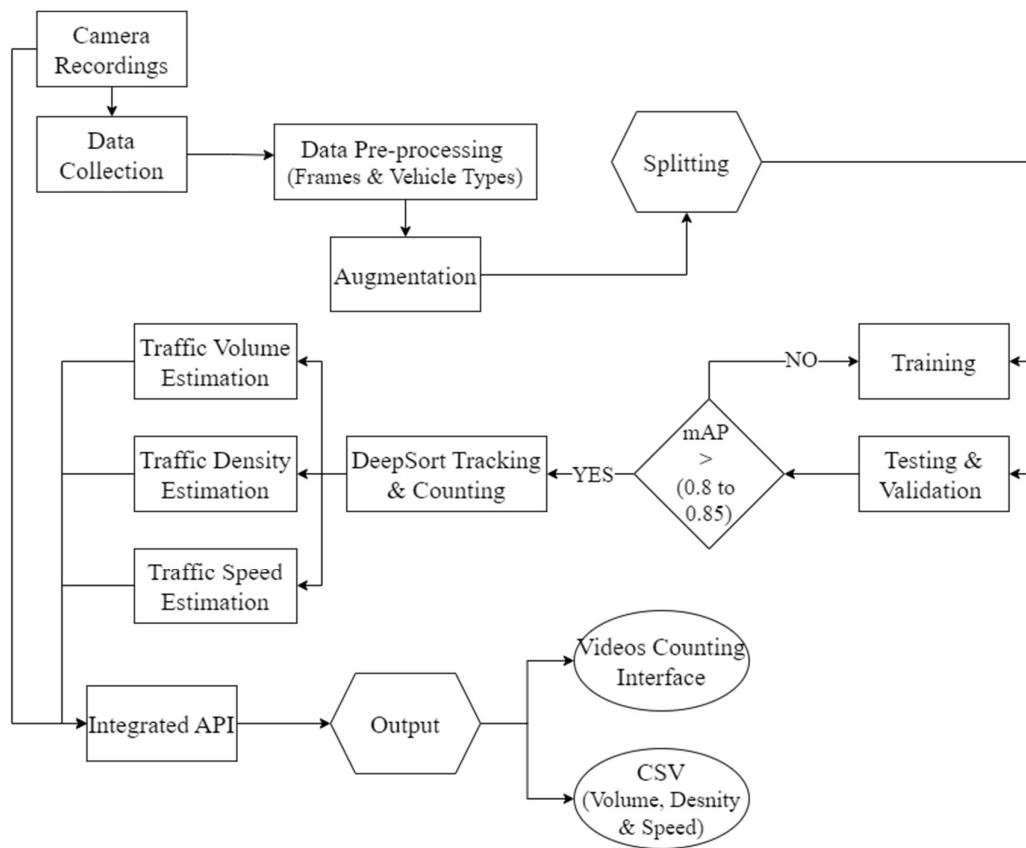 Camera
Recordings
Data
Collection
Data Pre-processing
(Frames & Vehicle Types)
Augmentation
Splitting
Training
Testing &
Validation
mAP
>
(0.8 to
0.85)
NO
YES
DeepSort Tracking
& Counting
Traffic Volume
Estimation
Traffic Density
Estimation
Traffic Speed
Estimation
Integrated API
Output
Videos Counting
Interface
CSV
(Volume, Desnity
& Speed)